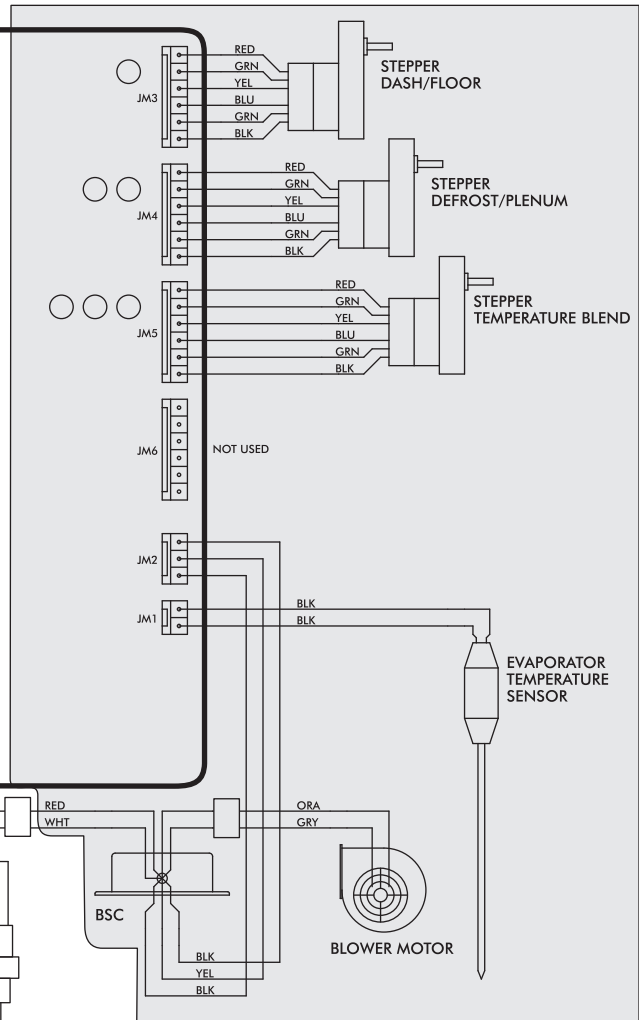 RED
GRN
YEL
BLU
GRN
BLK
JM3
STEPPER
DASH/FLOOR
RED
GRN
YEL
BLU
GRN
BLK
JM4
STEPPER
DEFROST/PLENUM
RED
GRN
YEL
BLU
GRN
BLK
JM5
STEPPER
TEMPERATURE BLEND
JM6
NOT USED
JM2
JM1
BLK
BLK
EVAPORATOR
TEMPERATURE
SENSOR
RED
WHT
ORA
GRY
BSC
BLOWER MOTOR
BLK
YEL
BLK